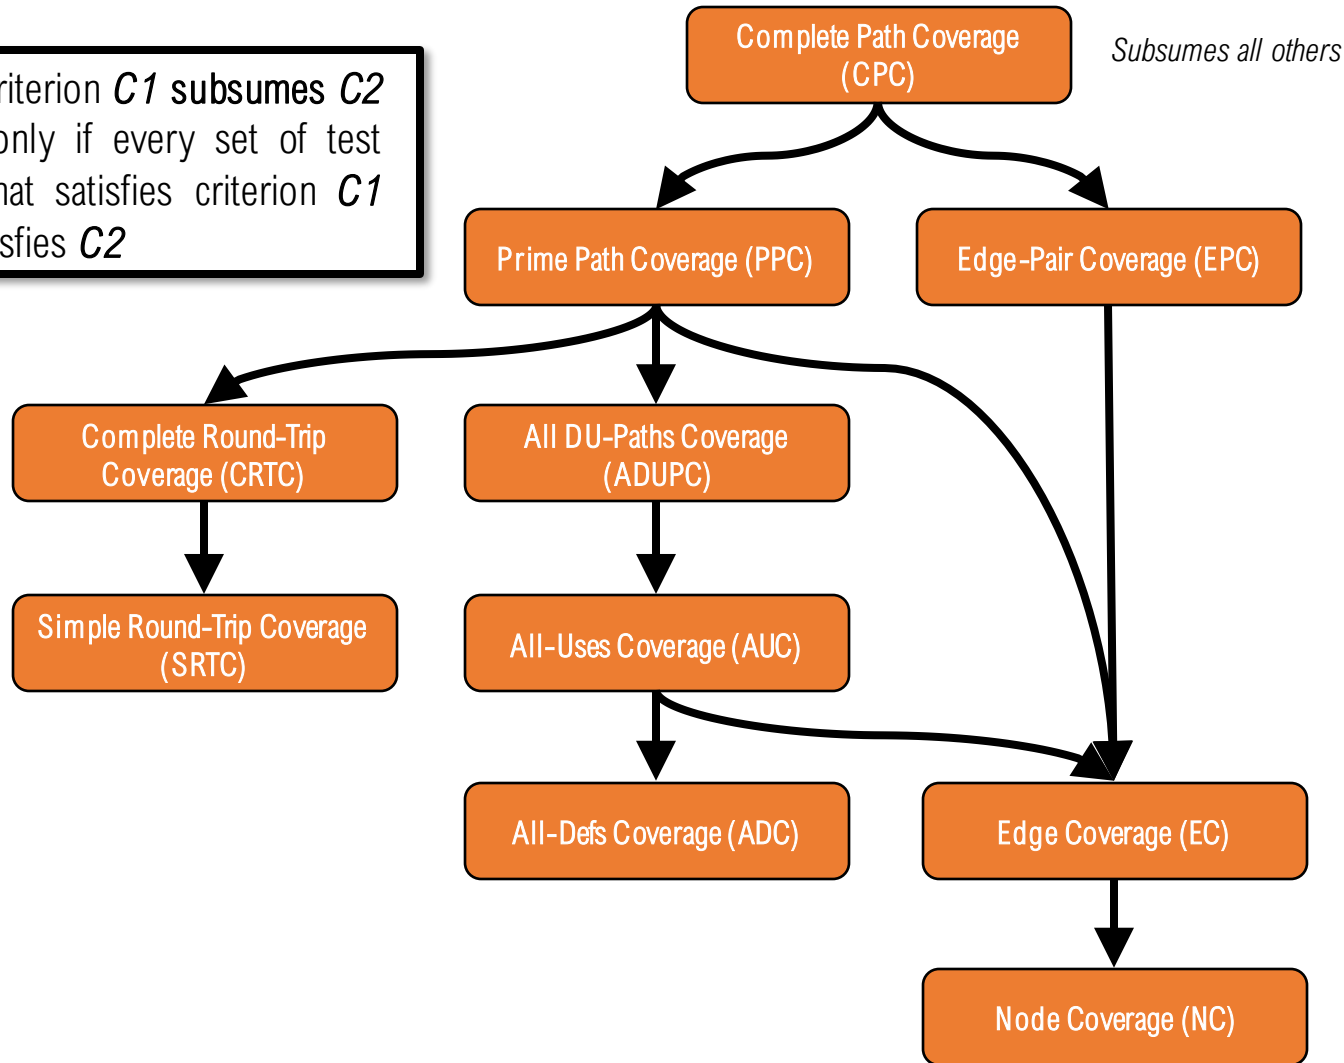 Complete Path Coverage
(CPC)
Subsumes all others
riterion C1 subsumes C2
only if every set of test
hat satisfies criterion C1
sfies C2
Prime Path Coverage (PPC)
Edge-Pair Coverage (EPC)
Complete Round-Trip
Coverage (CRTC)
All DU-Paths Coverage
(ADUPC)
Simple Round-Trip Coverage
(SRTC)
All-Uses Coverage (AUC)
All-Defs Coverage (ADC)
Edge Coverage (EC)
Node Coverage (NC)